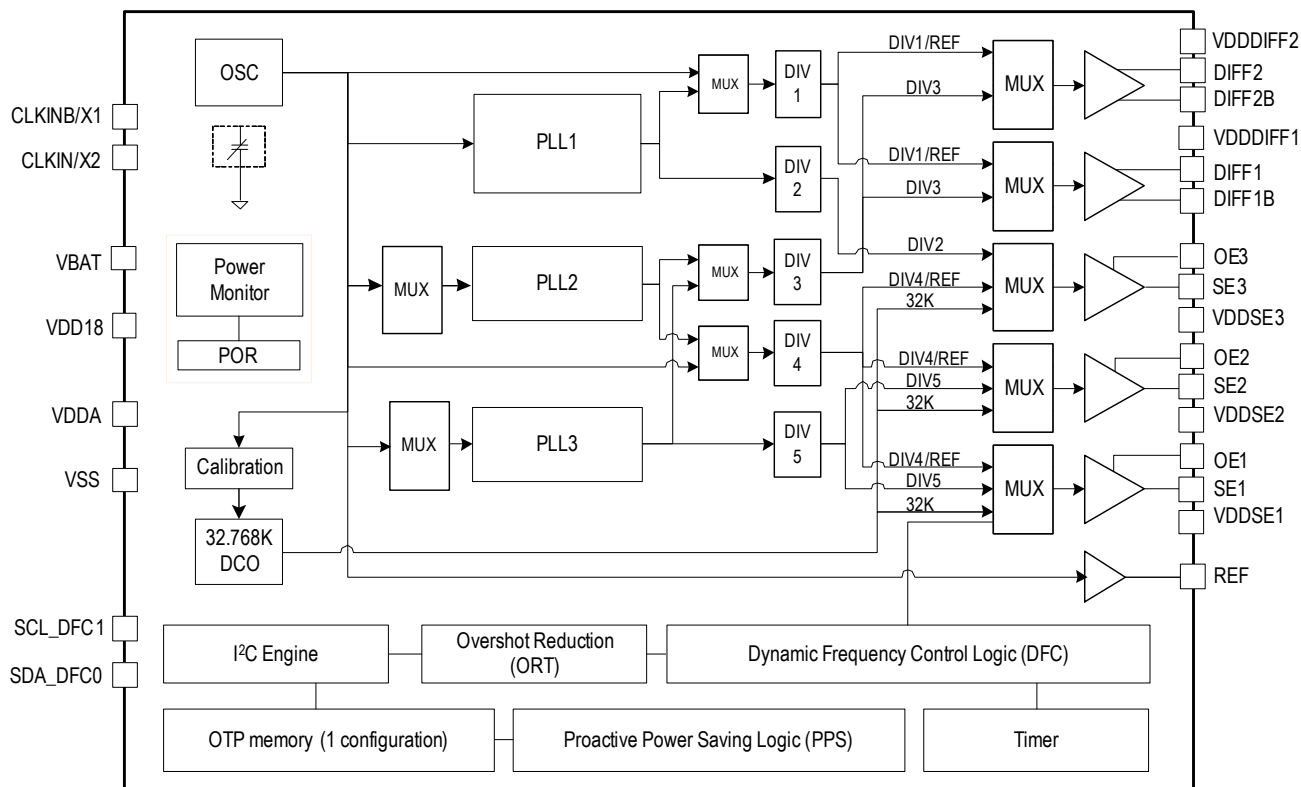 CLKINB/X1
CLKIN/X2
VBAT
VDD18
VDDA
VSS
SCL_DFC1
SDA_DFC0
OSC
Power
Monitor
POR
Calibration
32.768K
DCO
MUX
MUX
PLL1
PLL2
PLL3
MUX
MUX
MUX
DIV
1
DIV
2
DIV
3
DIV
4
DIV
5
DIV1/REF
DIV3
MUX
DIV1/REF
DIV3
MUX
DIV2
DIV4/REF
32K
MUX
DIV4/REF
DIV5
32K
MUX
DIV4/REF
DIV5
32K
MUX
VDDDIFF2
DIFF2
DIFF2B
VDDDIFF1
DIFF1
DIFF1B
OE3
SE3
VDDSE3
OE2
SE2
VDDSE2
OE1
SE1
VDDSE1
REF
I²C Engine
Overshot Reduction
(ORT)
Dynamic Frequency Control Logic (DFC)
OTP memory (1 configuration)
Proactive Power Saving Logic (PPS)
Timer